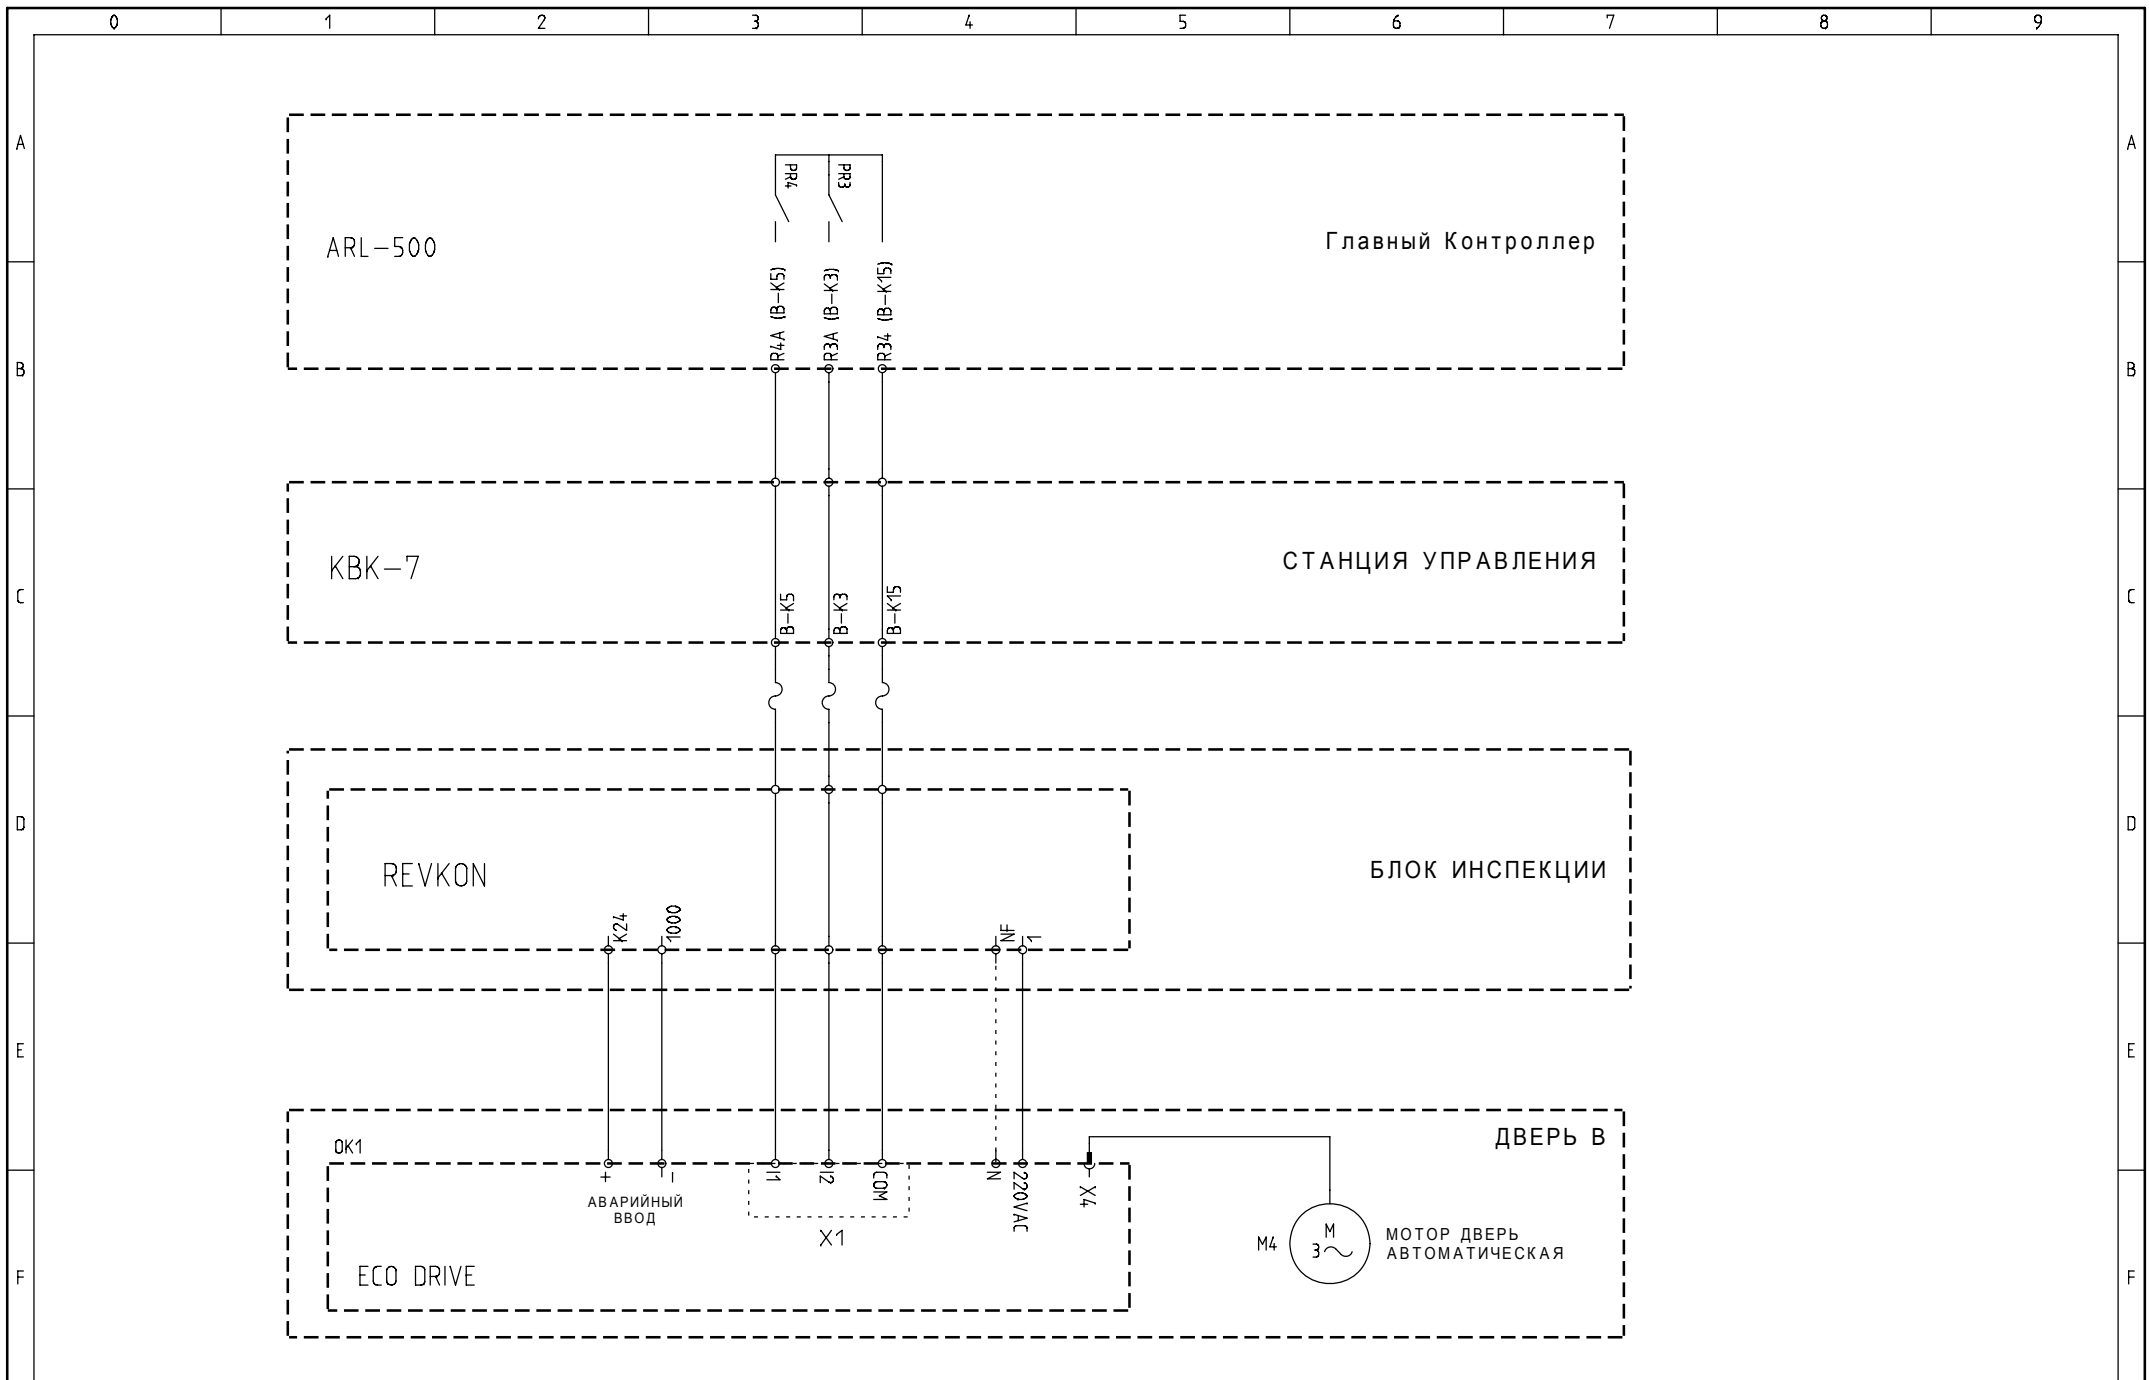 0 1 2 3 4 5 6 7 8 9
A A
PR4 PR3
ARL-500
Главный Контроллер
R4A (B-K5) R3A (B-K3) R34 (B-K15)
B B
KBK-7
СТАНЦИЯ УПРАВЛЕНИЯ
B-K5 B-K3 B-K15
C C
D D
REVKON
БЛОК ИНСПЕКЦИИ
K24 1000 NF 1
E E
ДВЕРЬ В
0K1
+ - I1 I2 COM N 220VAC X4
АВАРИЙНЫЙ
ВВОД
X1
M4
M
3~
МОТОР ДВЕРЬ
АВТОМАТИЧЕСКАЯ
ECO DRIVE
F F